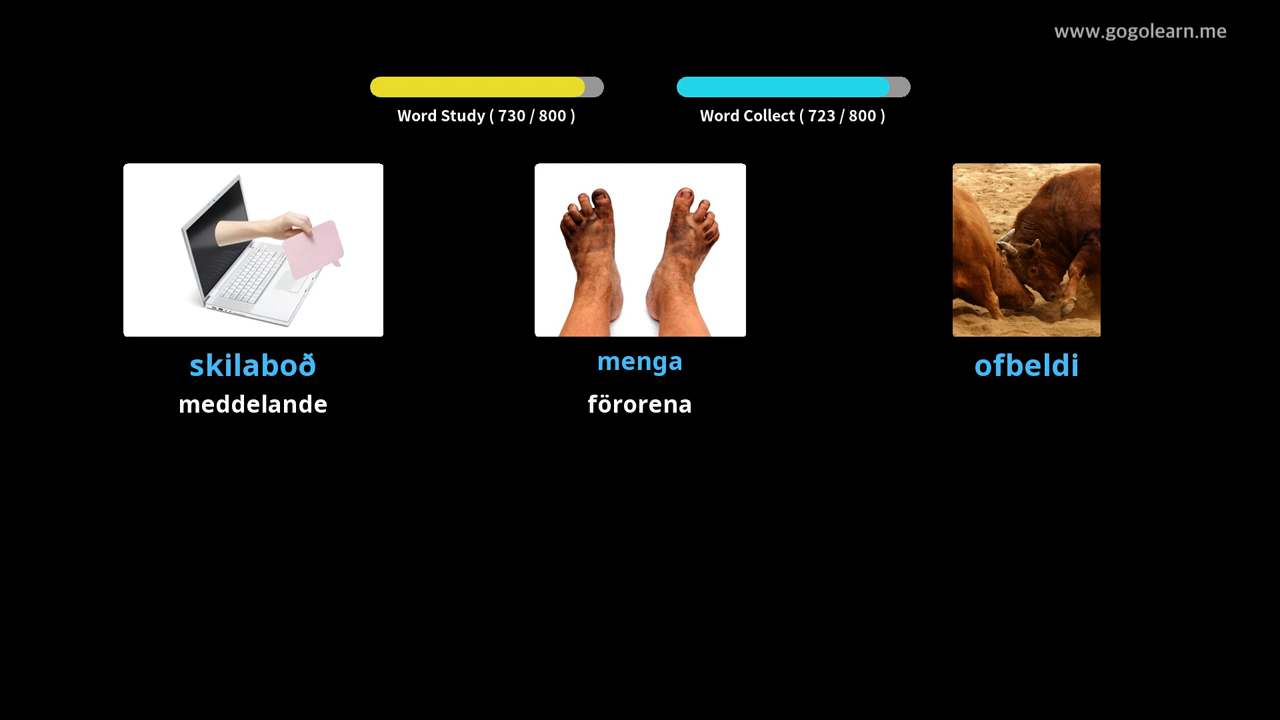 www.gogolearn.me
Word Study ( 730 / 800 )
Word Collect ( 723 / 800 )
skilaboð
meddelande
menga
förorena
ofbeldi